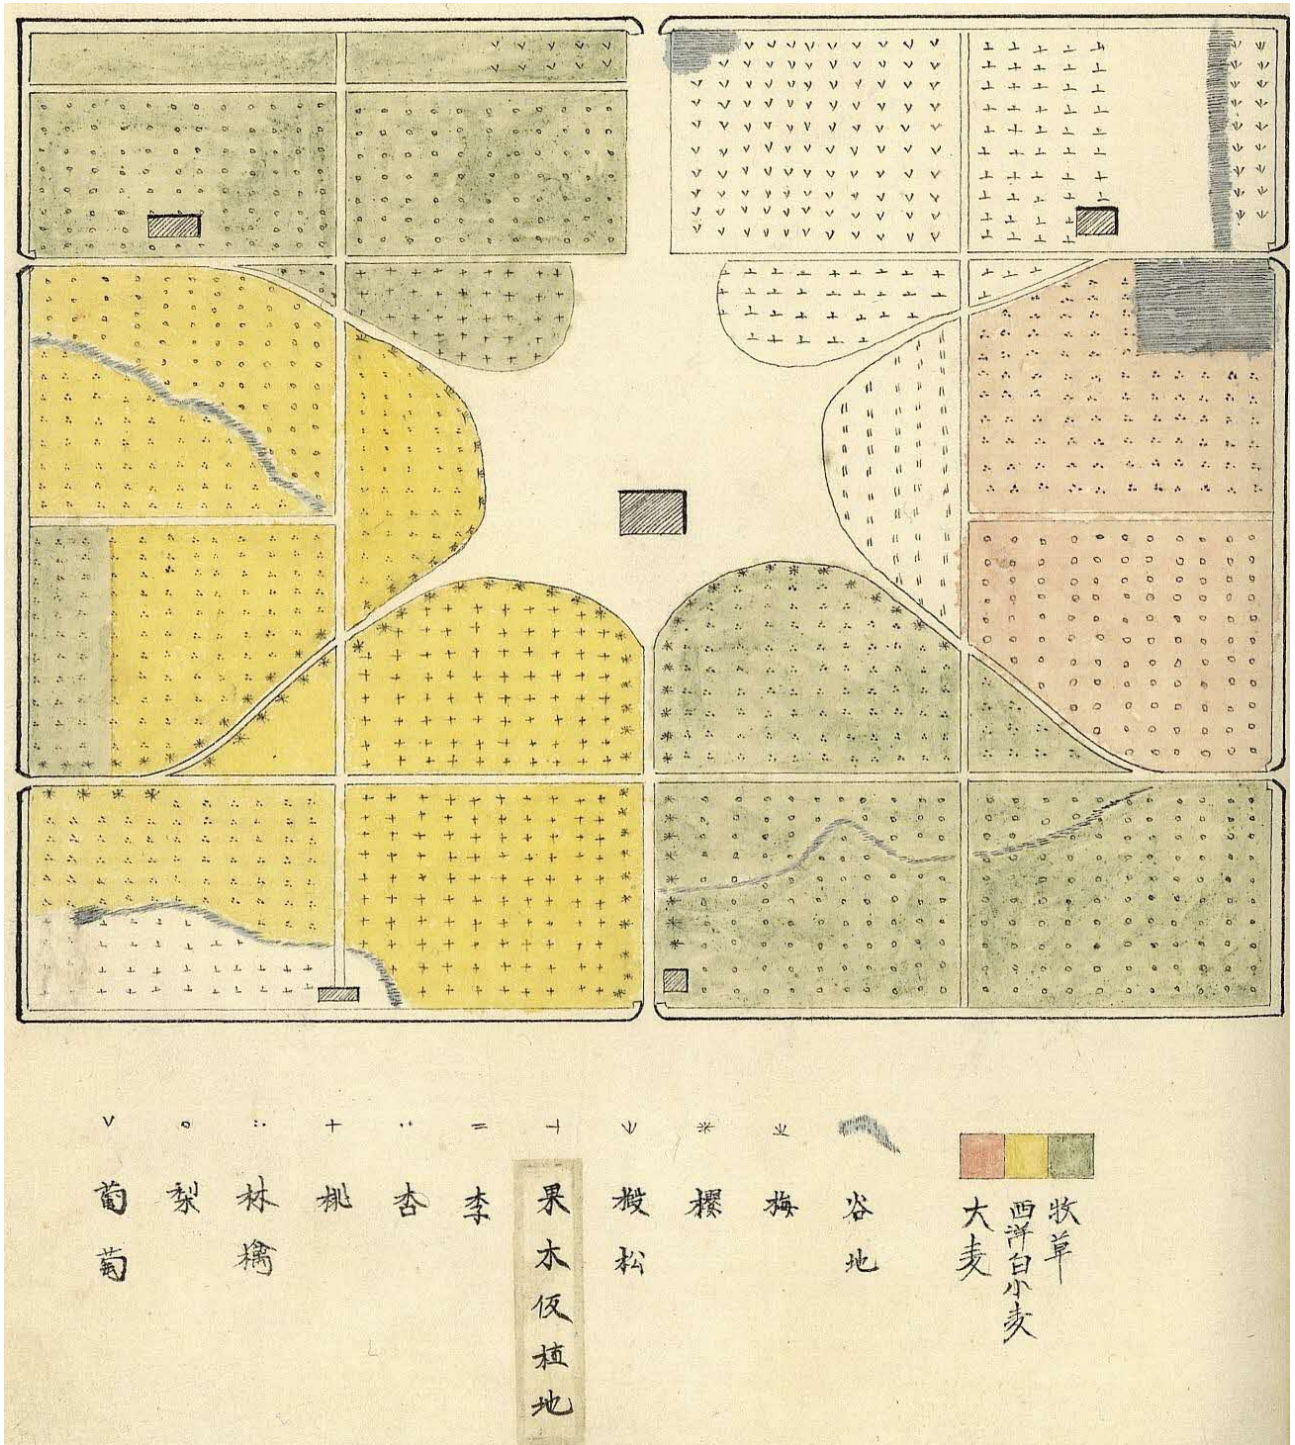 牧草
西洋白小麦
大麦
谷地
梅
櫻
椴松
果木仮植地
李
杏
桃
林檎
梨
葡萄